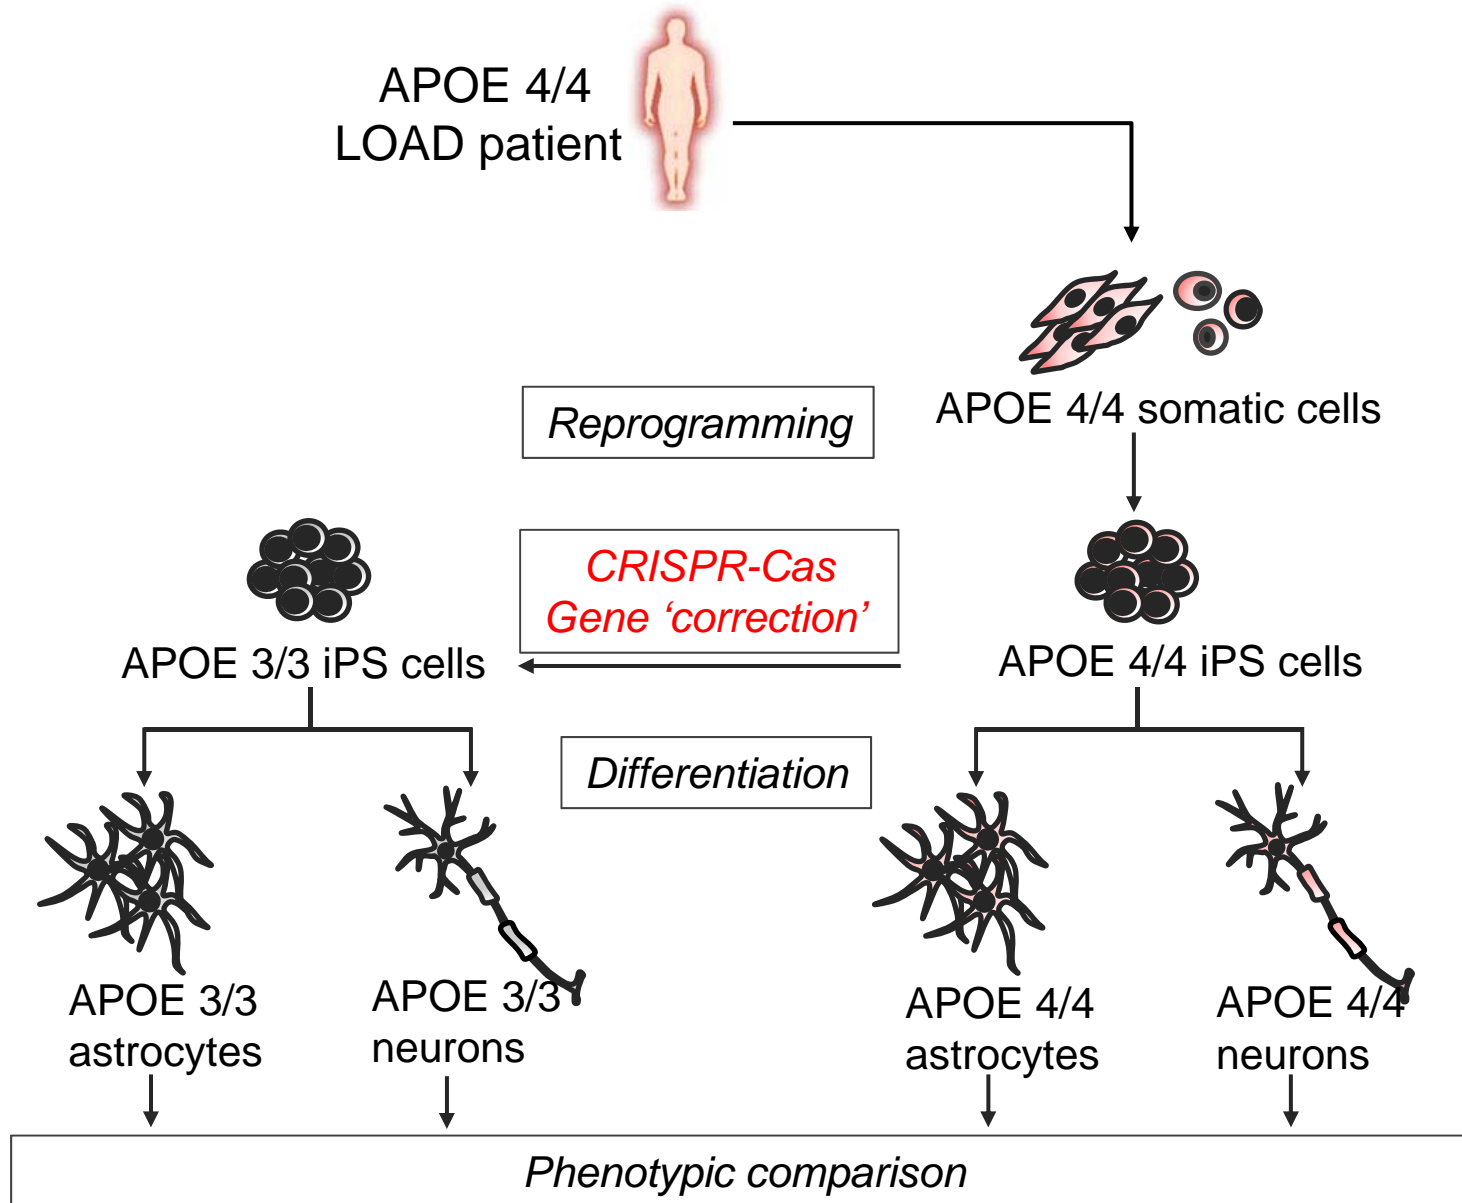 APOE 4/4
LOAD patient
APOE 4/4 somatic cells
Reprogramming
CRISPR-Cas
Gene ‘correction’
APOE 3/3 iPS cells
APOE 4/4 iPS cells
Differentiation
APOE 3/3
astrocytes
APOE 3/3
neurons
APOE 4/4
astrocytes
APOE 4/4
neurons
Phenotypic comparison